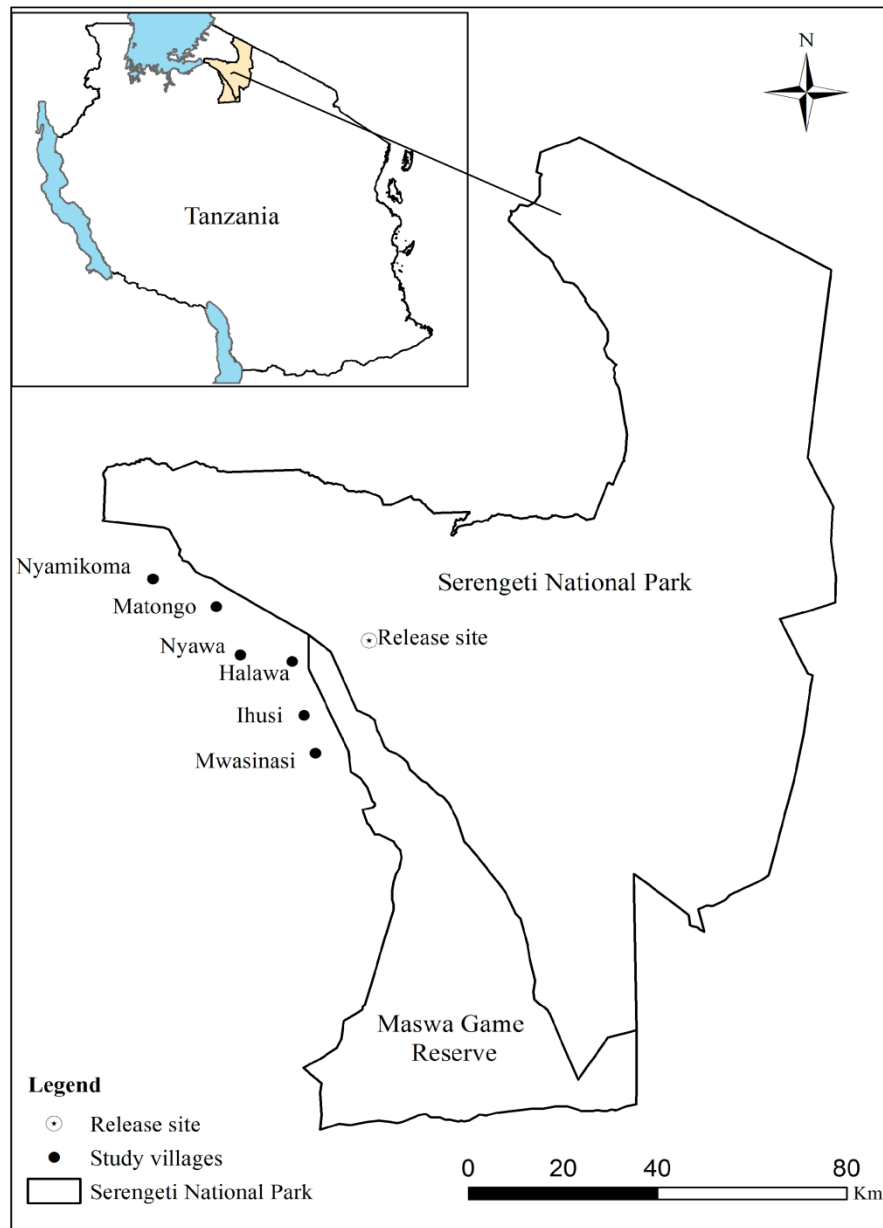 N
Tanzania
Nyamikoma
Matongo
Serengeti National Park
Nyawa
Release site
Halawa
Ihusi
Mwasinasi
Maswa Game
Reserve
Legend
Release site
Study villages
Serengeti National Park
0 20 40 80
Km